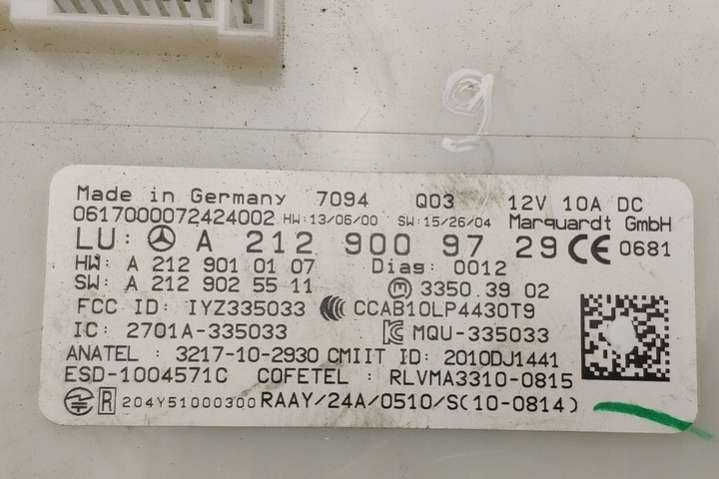 9
Made in Germany 7094 Q03 12V 10A DC
0617000072424002 HW:13/06/00 SW:15/26/04 Marquardt GmbH
LU: A 212 900 97 29 CE 0681
HW: A 212 901 01 07 Diag: 0012
SW: A 212 902 55 11 M 3350.3902
FCC ID: IYZ335033 CCAB10LP4430T9
IC: 2701A-335033 MQU-335033
ANATEL : 3217-10-2930 CMIIT ID: 2010DJ1441
ESD-1004571C COFETEL : RLVMA3310-0815
R 204Y51000300 RAAY/24A/0510/S(10-0814)